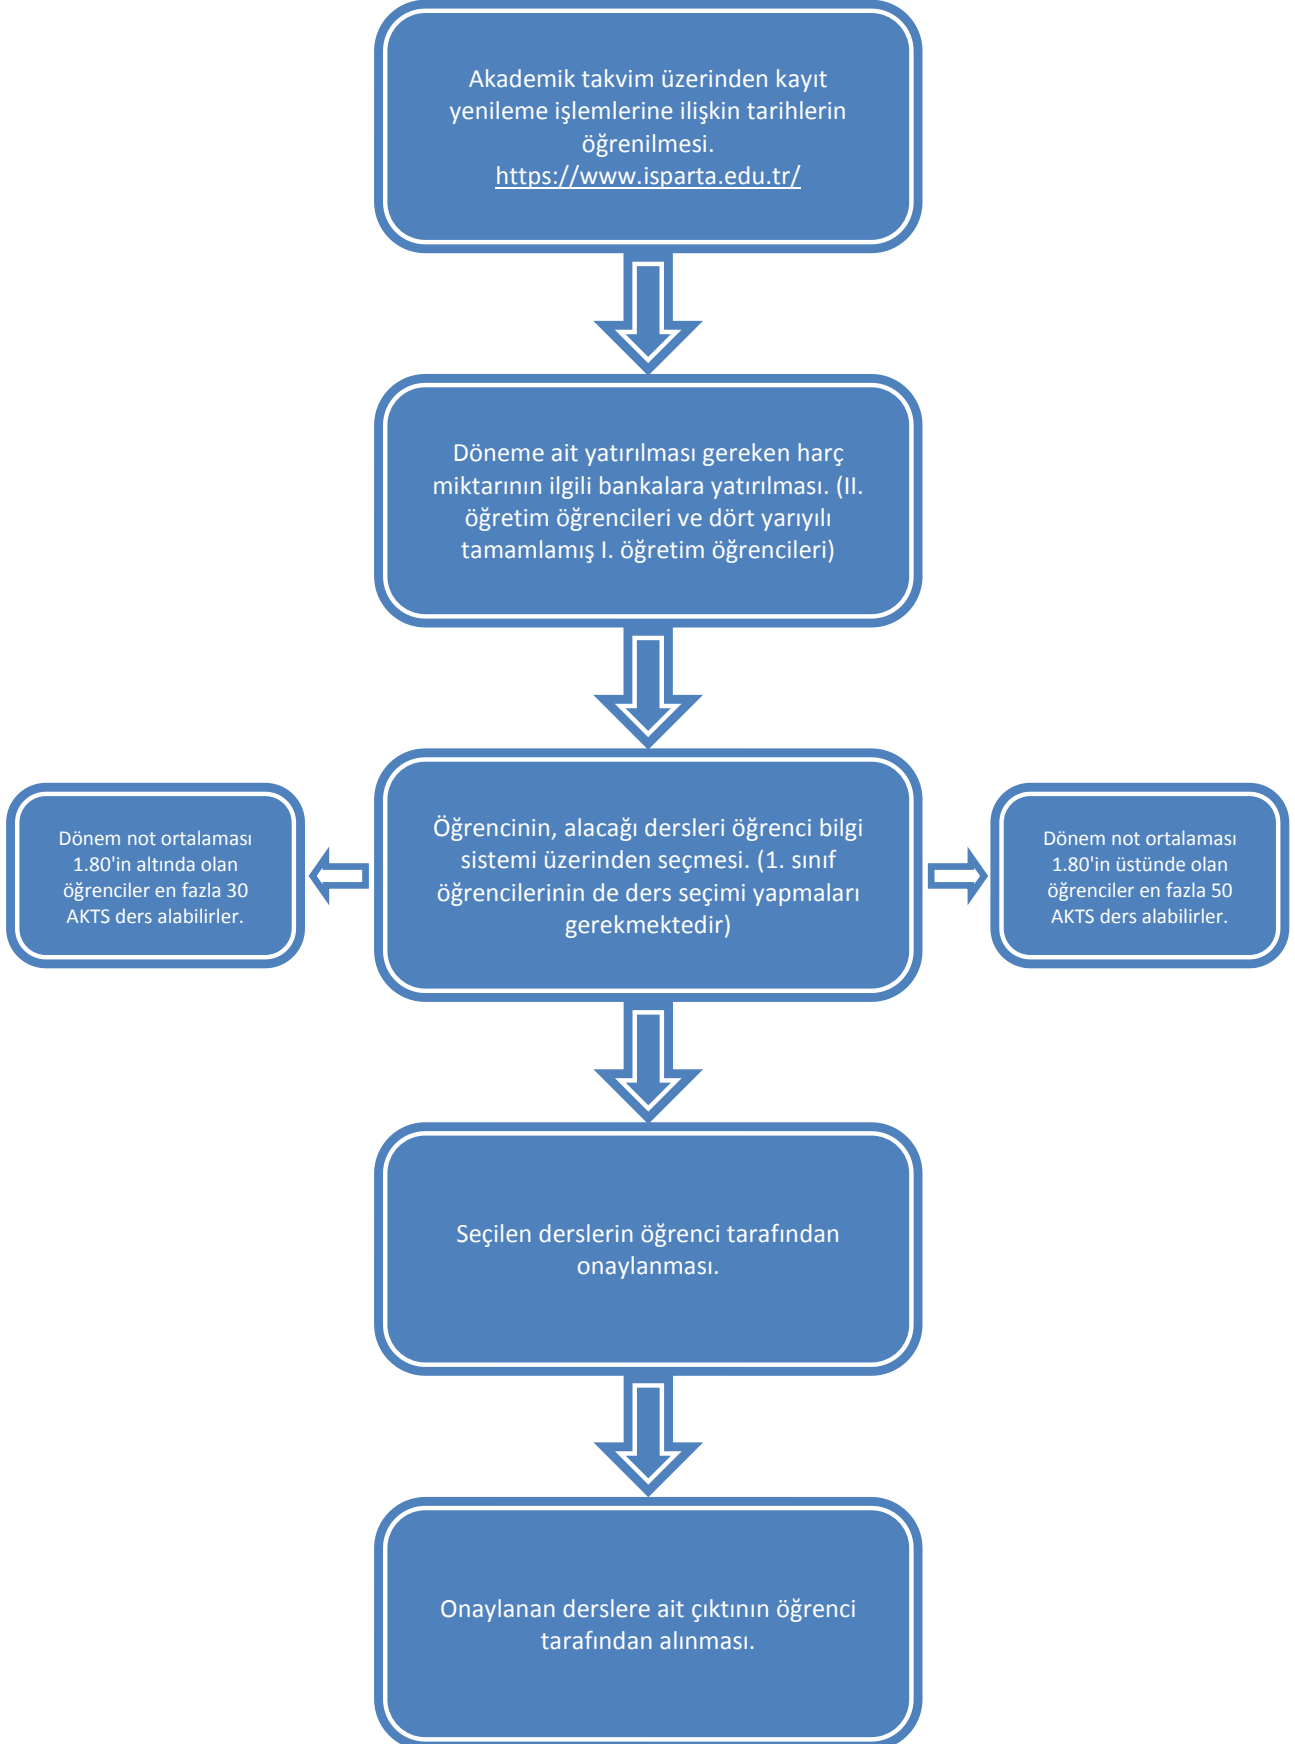 Akademik takvim üzerinden kayıt
yenileme işlemlerine ilişkin tarihlerin
öğrenilmesi.
https://www.isparta.edu.tr/
Döneme ait yatırılması gereken harç
miktarının ilgili bankalara yatırılması. (II.
öğretim öğrencileri ve dört yarıyılı
tamamlamış I. öğretim öğrencileri)
Dönem not ortalaması
1.80'in altında olan
öğrenciler en fazla 30
AKTS ders alabilirler.
Öğrencinin, alacağı dersleri öğrenci bilgi
sistemi üzerinden seçmesi. (1. sınıf
öğrencilerinin de ders seçimi yapmaları
gerekmektedir)
Dönem not ortalaması
1.80'in üstünde olan
öğrenciler en fazla 50
AKTS ders alabilirler.
Seçilen derslerin öğrenci tarafından
onaylanması.
Onaylanan derslere ait çıktının öğrenci
tarafından alınması.